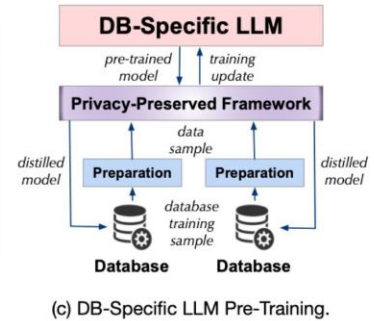 DB-Specific LLM
pre-trained
model
training
update
Privacy-Preserved Framework
data
sample
distilled
model
Preparation
Preparation
distilled
model
database
training
sample
Database
Database
(c) DB-Specific LLM Pre-Training.